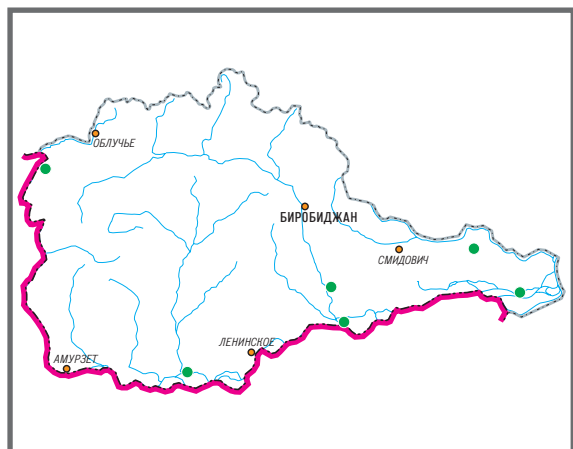 ОБЛУЧЬЕ
БИРОБИДЖАН
СМИДОВИЧ
ЛЕНИНСКОЕ
АМУРЗЕТ